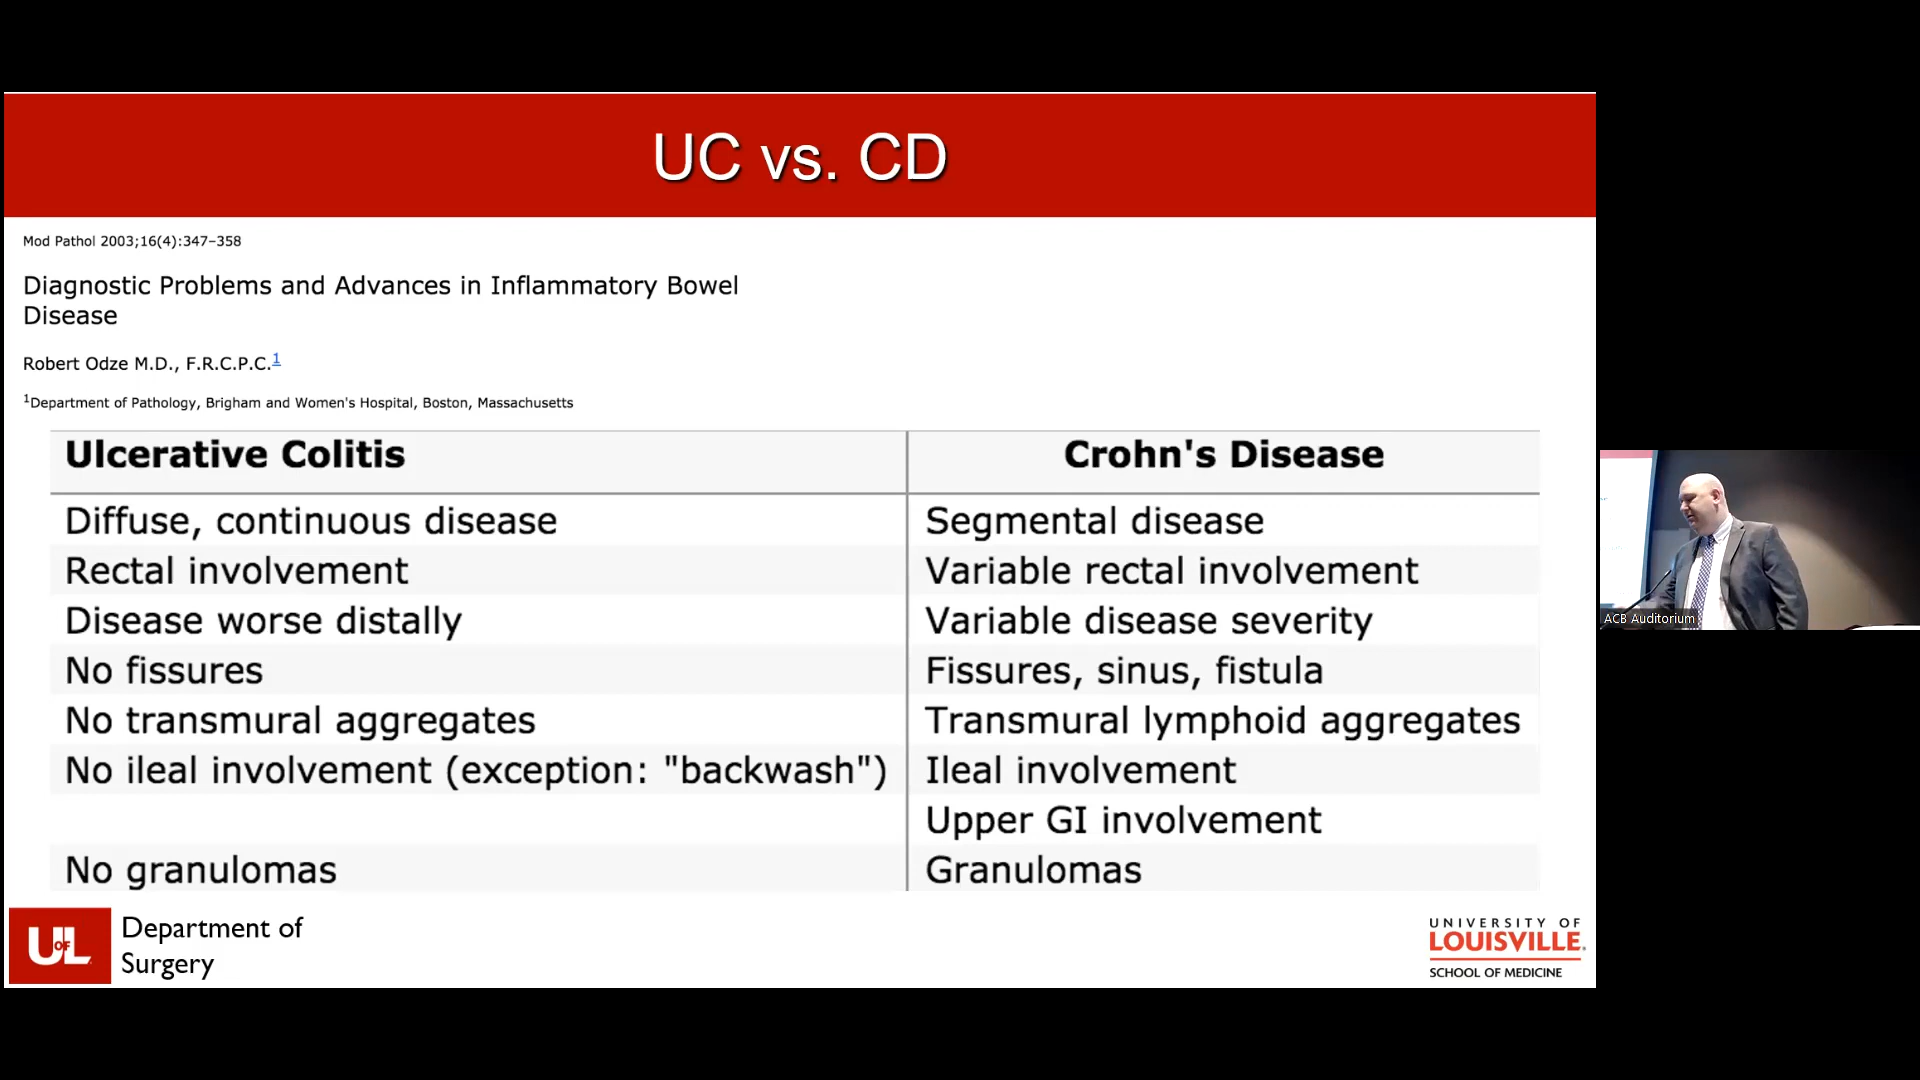 UC vs. CD
Mod Pathol 2003;16(4):347–358
Diagnostic Problems and Advances in Inflammatory Bowel
Disease
Robert Odze M.D., F.R.C.P.C.1
1Department of Pathology, Brigham and Women's Hospital, Boston, Massachusetts
Ulcerative Colitis Crohn's Disease
Diffuse, continuous disease Segmental disease
Rectal involvement Variable rectal involvement
Disease worse distally Variable disease severity
No fissures Fissures, sinus, fistula
No transmural aggregates Transmural lymphoid aggregates
No ileal involvement (exception: "backwash") Ileal involvement
Upper GI involvement
No granulomas Granulomas
UL OF
Department of
Surgery
UNIVERSITY OF
LOUISVILLE.
SCHOOL OF MEDICINE
ACB Auditorium